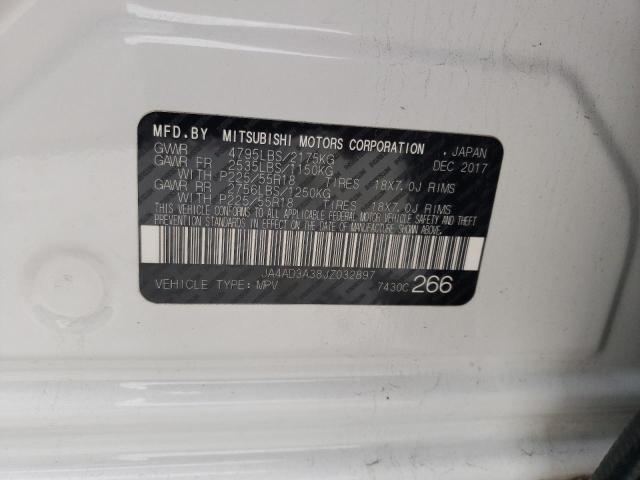 MFD.BY MITSUBISHI MOTORS CORPORATION , JAPAN
GVWR 4795LBS/2175KG DEC 2017
GAWR FR 2535LBS/1150KG
WITH P225/55R18 TIRES, 18X7.0J RIMS
GAWR RR 2756LBS/1250KG
WITH P225/55R18 TIRES, 18X7.0J RIMS
THIS VEHICLE CONFORMS TO ALL APPLICABLE FEDERAL MOTOR VEHICLE SAFETY AND THEFT
PREVENTION STANDARDS IN EFFECT ON THE DATE OF MANUFACTURE SHOWN ABOVE.
JA4AD3A38JZ032897
VEHICLE TYPE: MPV 7430C 266